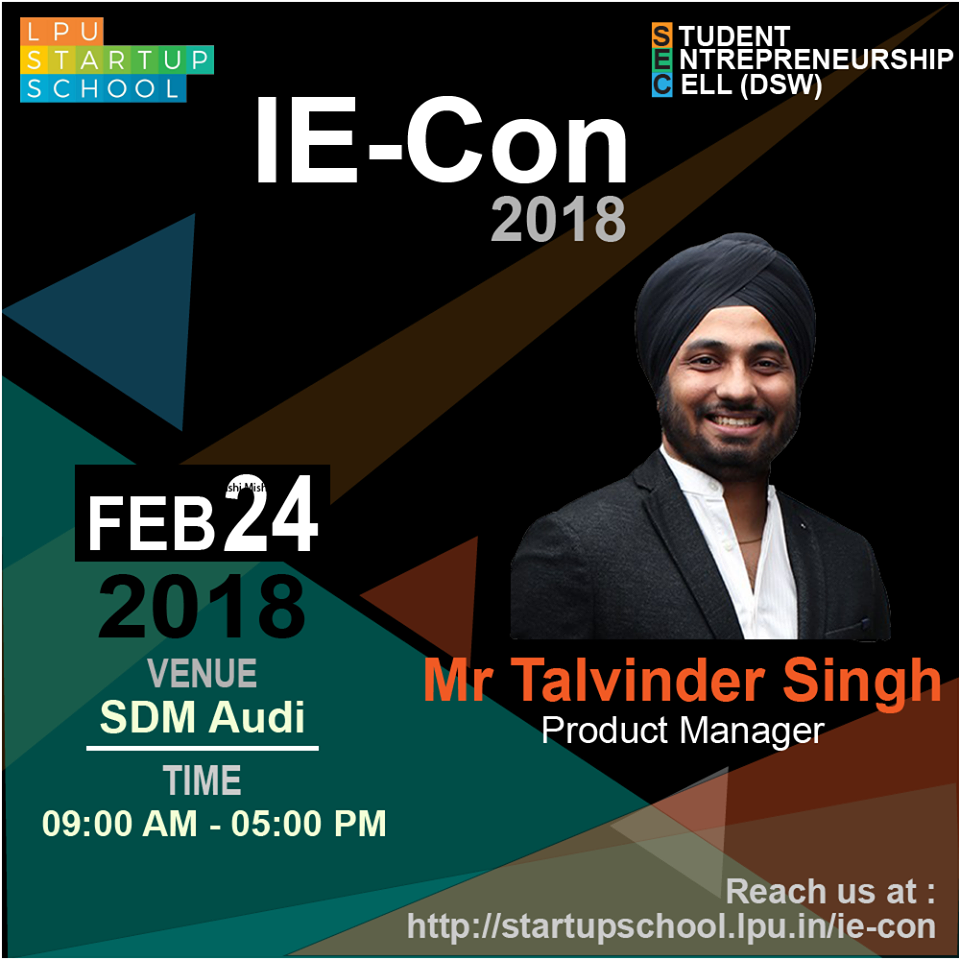 LPU
STARTUP
SCHOOL
STUDENT
ENTREPRENEURSHIP
CELL (DSW)
IE-Con
2018
FEB 24
2018
VENUE
SDM Audi
TIME
09:00 AM - 05:00 PM
Mr Talvinder Singh
Product Manager
Reach us at :
http://startupschool.lpu.in/ie-con